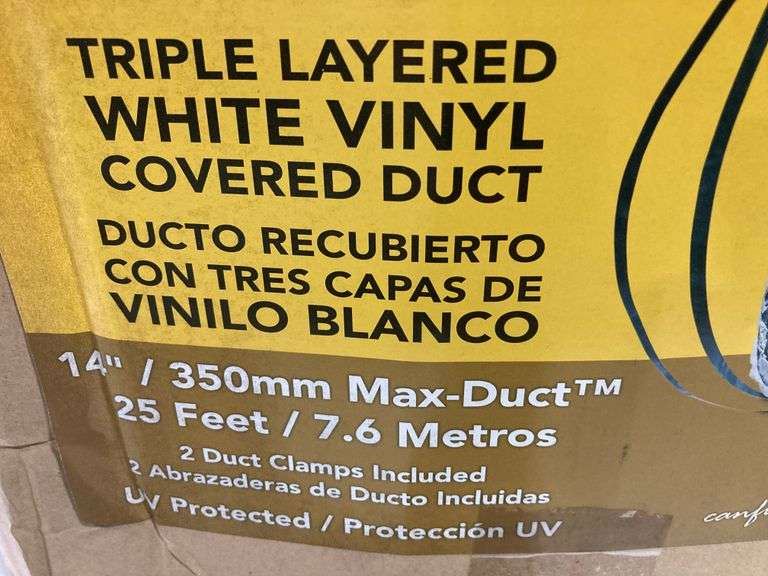 TRIPLE LAYERED
WHITE VINYL
COVERED DUCT
DUCTO RECUBIERTO
CON TRES CAPAS DE
VINILO BLANCO
14" / 350mm Max-Duct™
25 Feet / 7.6 Metros
2 Duct Clamps Included
2 Abrazaderas de Ducto Incluidas
UV Protected / Protección UV